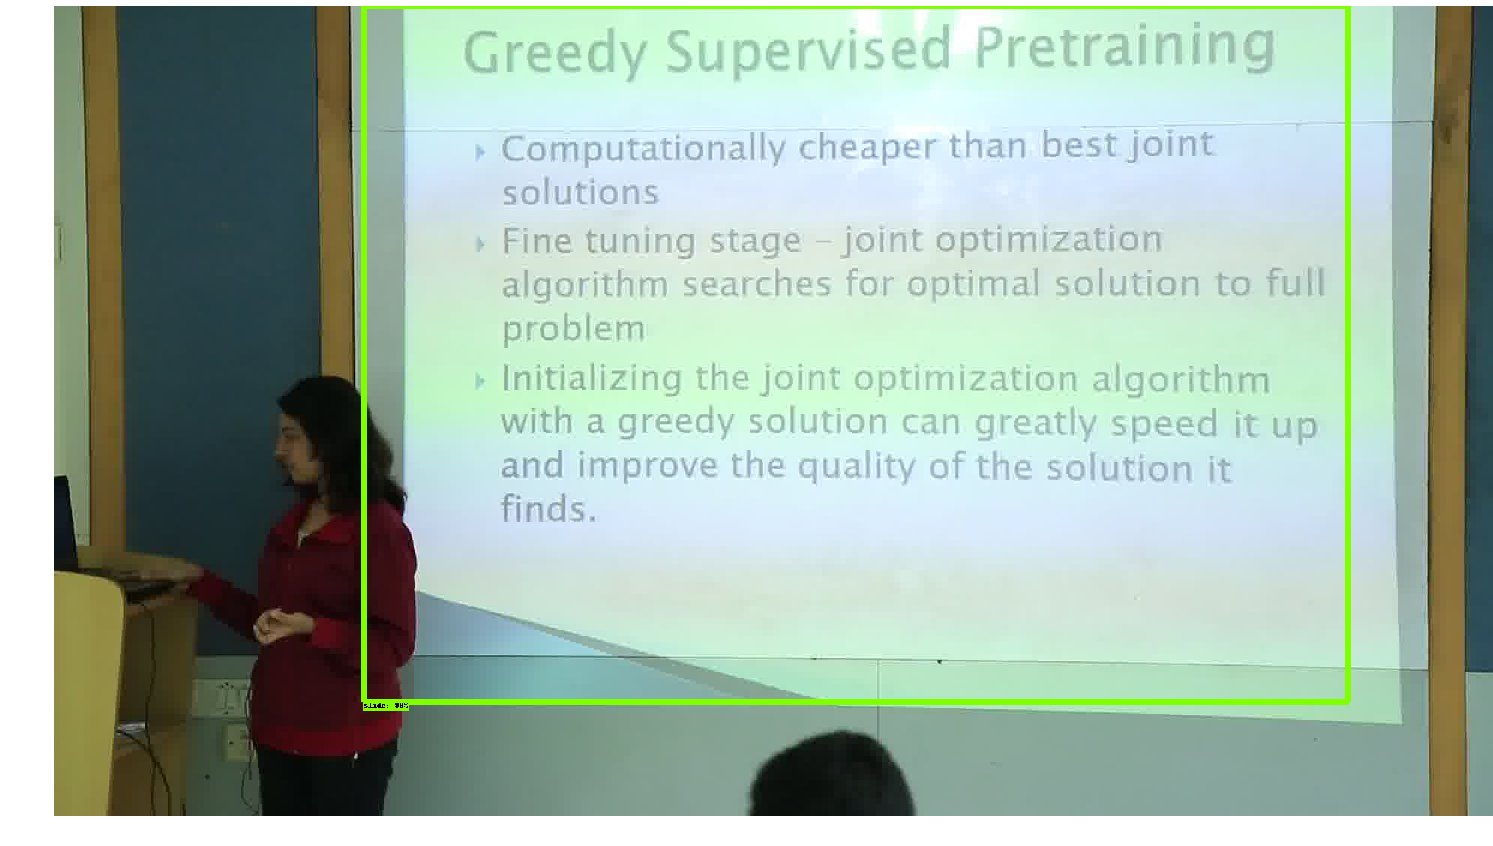 Greedy Supervised Pretraining
Computationally cheaper than best joint
solutions
Fine tuning stage – joint optimization
algorithm searches for optimal solution to full
problem
Initializing the joint optimization algorithm
with a greedy solution can greatly speed it up
and improve the quality of the solution it
finds.
slide: